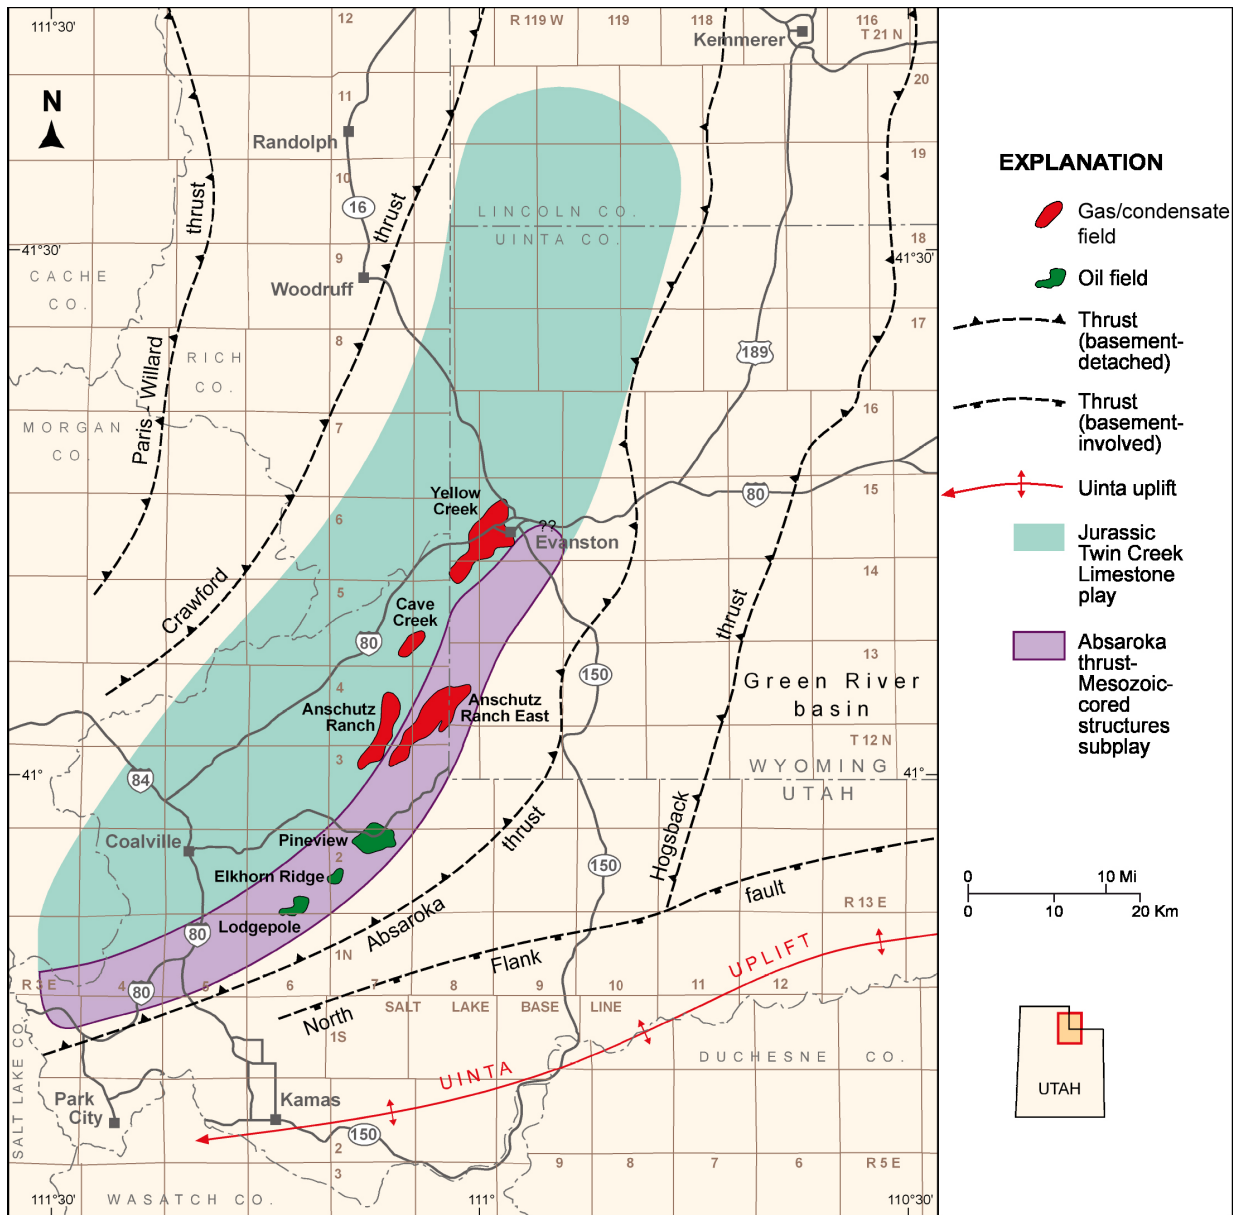 111°30'
12
R 119 W
119
118
116
T 21 N
Kemmerer
20
N
11
Randolph
19
10
thrust
16
thrust
LINCOLN CO.
UINTA CO.
18
41°30'
9
41°30'
CACHE
CO.
Woodruff
17
8
RICH
CO.
189
Paris - Willard
16
MORGAN
CO.
7
Yellow
Creek
15
80
6
??
Evanston
14
Crawford
5
Cave
Creek
thrust
80
13
150
4
Green River
basin
Anschutz
Ranch
Anschutz
Ranch East
T 12 N
3
41°
84
WYOMING
41°
UTAH
Coalville
Pineview
thrust
Hogsback
2
150
Elkhorn Ridge
fault
R 13 E
Lodgepole
Absaroka
80
1N
Flank
UPLIFT
R 3 E
4
5
6
7
8
9
10
11
12
80
North
SALT LAKE BASE LINE
1S
SALT LAKE CO.
DUCHESNE CO.
UINTA
Park
City
Kamas
150
2
3
9
8
7
6
R 5 E
WASATCH CO.
111°30'
111°
110°30'
EXPLANATION
Gas/condensate
field
Oil field
Thrust
(basement-
detached)
Thrust
(basement-
involved)
Uinta uplift
Jurassic
Twin Creek
Limestone
play
Absaroka
thrust-
Mesozoic-
cored
structures
subplay
0
10 Mi
0
10
20 Km
UTAH